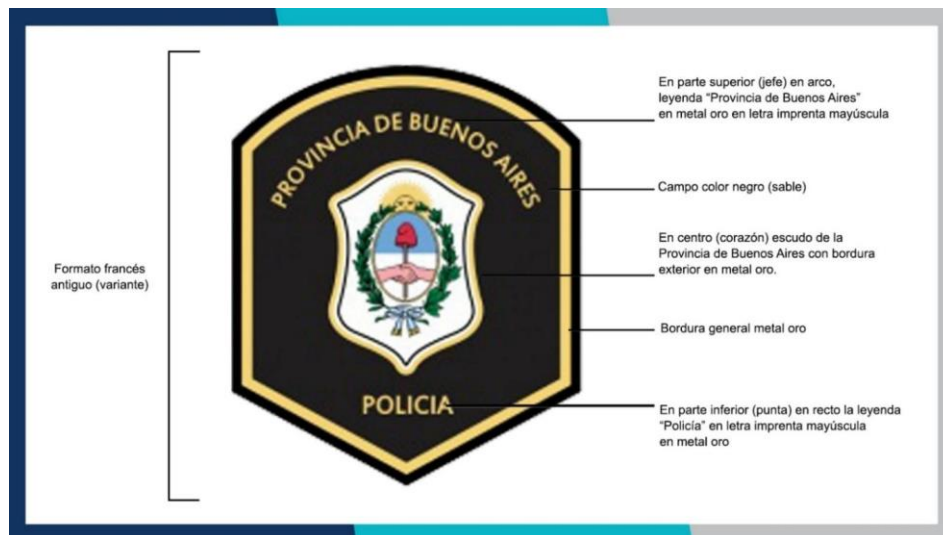 En parte superior (jefe) en arco,
leyenda “Provincia de Buenos Aires”
en metal oro en letra imprenta mayúscula
PROVINCIA DE BUENOS AIRES
Campo color negro (sable)
En centro (corazón) escudo de la
Provincia de Buenos Aires con bordura
exterior en metal oro.
Formato francés
antiguo (variante)
Bordura general metal oro
POLICIA
En parte inferior (punta) en recto la leyenda
“Policía” en letra imprenta mayúscula
en metal oro